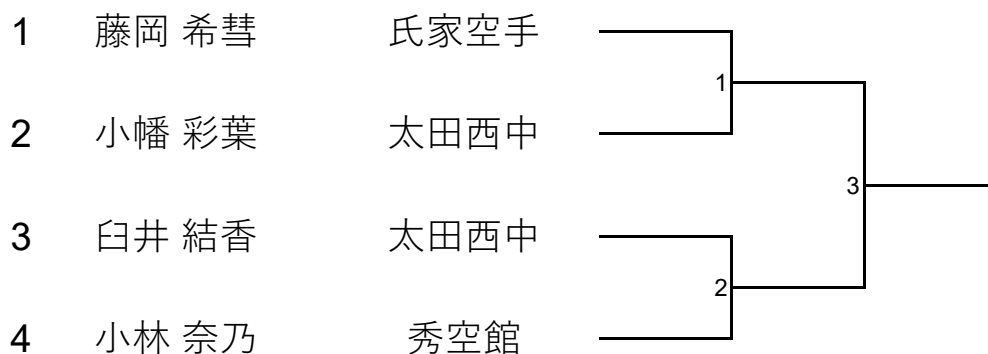 1 藤岡 希彗 氏家空手
1
2 小幡 彩葉 太田西中
3
3 臼井 結香 太田西中
2
4 小林 奈乃 秀空館